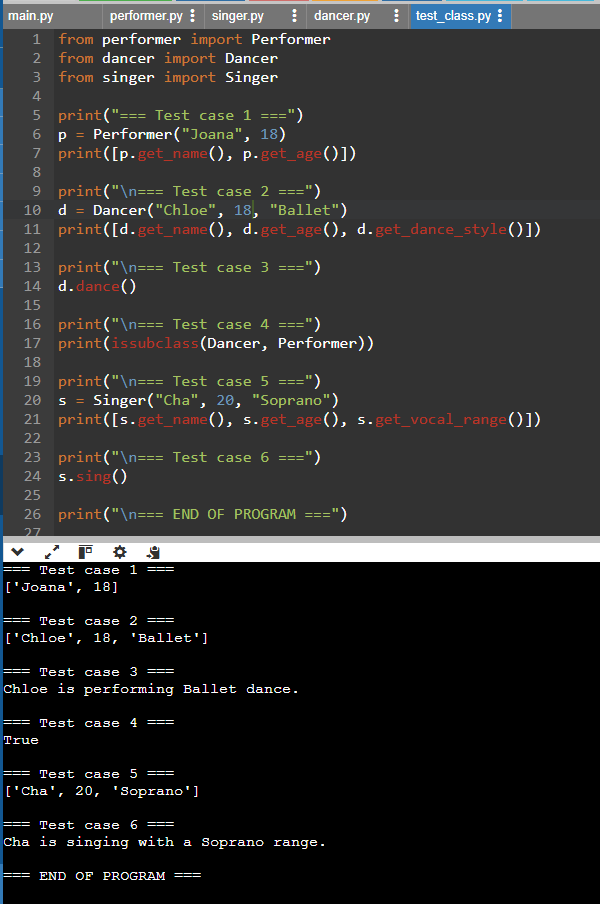 main.py performer.py singer.py dancer.py test_class.py
1 from performer import Performer
2 from dancer import Dancer
3 from singer import Singer
4
5 print("=== Test case 1 ===")
6 p = Performer("Joana", 18)
7 print([p.get_name(), p.get_age()])
8
9 print("\n=== Test case 2 ===")
10 d = Dancer("Chloe", 18, "Ballet")
11 print([d.get_name(), d.get_age(), d.get_dance_style()])
12
13 print("\n=== Test case 3 ===")
14 d.dance()
15
16 print("\n=== Test case 4 ===")
17 print(issubclass(Dancer, Performer))
18
19 print("\n=== Test case 5 ===")
20 s = Singer("Cha", 20, "Soprano")
21 print([s.get_name(), s.get_age(), s.get_vocal_range()])
22
23 print("\n=== Test case 6 ===")
24 s.sing()
25
26 print("\n=== END OF PROGRAM ===")
27
=== Test case 1 ===
['Joana', 18]
=== Test case 2 ===
['Chloe', 18, 'Ballet']
=== Test case 3 ===
Chloe is performing Ballet dance.
=== Test case 4 ===
True
=== Test case 5 ===
['Cha', 20, 'Soprano']
=== Test case 6 ===
Cha is singing with a Soprano range.
=== END OF PROGRAM ===